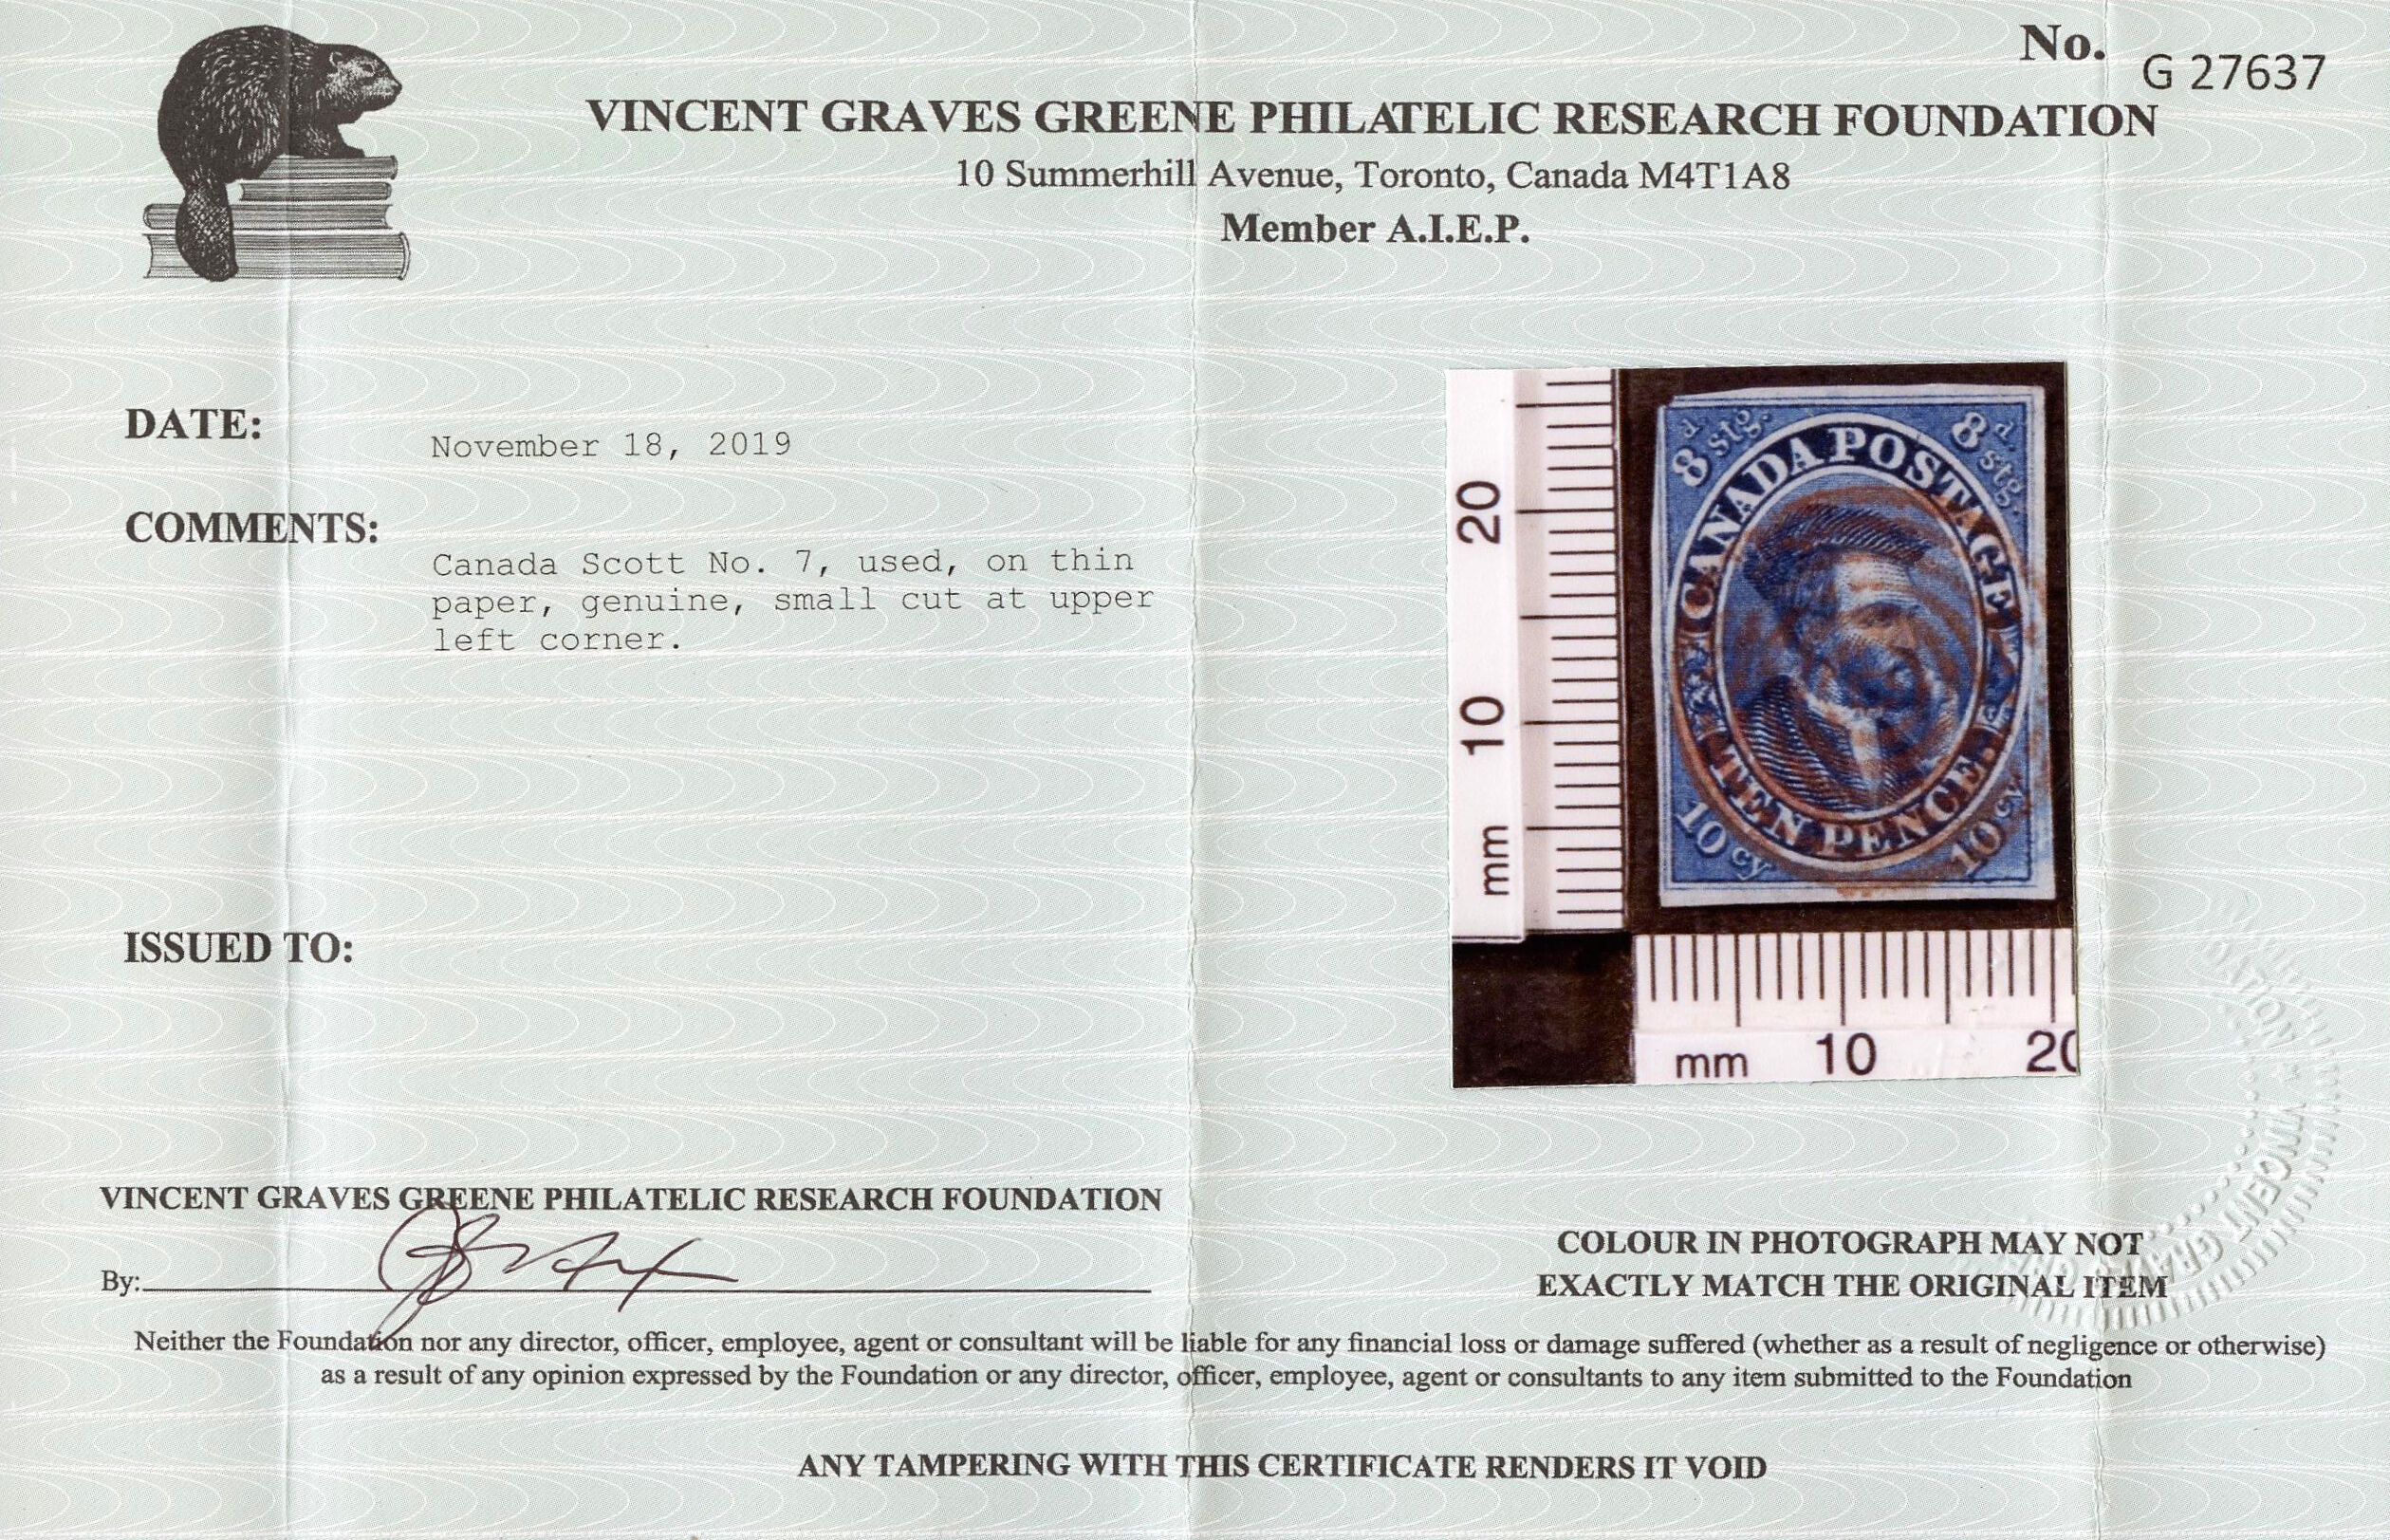 No. G 27637
VINCENT GRAVES GREENE PHILATELIC RESEARCH FOUNDATION
10 Summerhill Avenue, Toronto, Canada M4T1A8
Member A.I.E.P.
DATE:
November 18, 2019
COMMENTS:
Canada Scott No. 7, used, on thin
paper, genuine, small cut at upper
left corner.
20
10
mm
8d stg. 8d stg.
CANADA POSTAGE
TEN PENCE.
10 cy 10 cy
mm 10 20
ISSUED TO:
VINCENT GRAVES GREENE PHILATELIC RESEARCH FOUNDATION
By:
COLOUR IN PHOTOGRAPH MAY NOT
EXACTLY MATCH THE ORIGINAL ITEM
VINCENT GRAVES
Neither the Foundation nor any director, officer, employee, agent or consultant will be liable for any financial loss or damage suffered (whether as a result of negligence or otherwise)
as a result of any opinion expressed by the Foundation or any director, officer, employee, agent or consultants to any item submitted to the Foundation
ANY TAMPERING WITH THIS CERTIFICATE RENDERS IT VOID